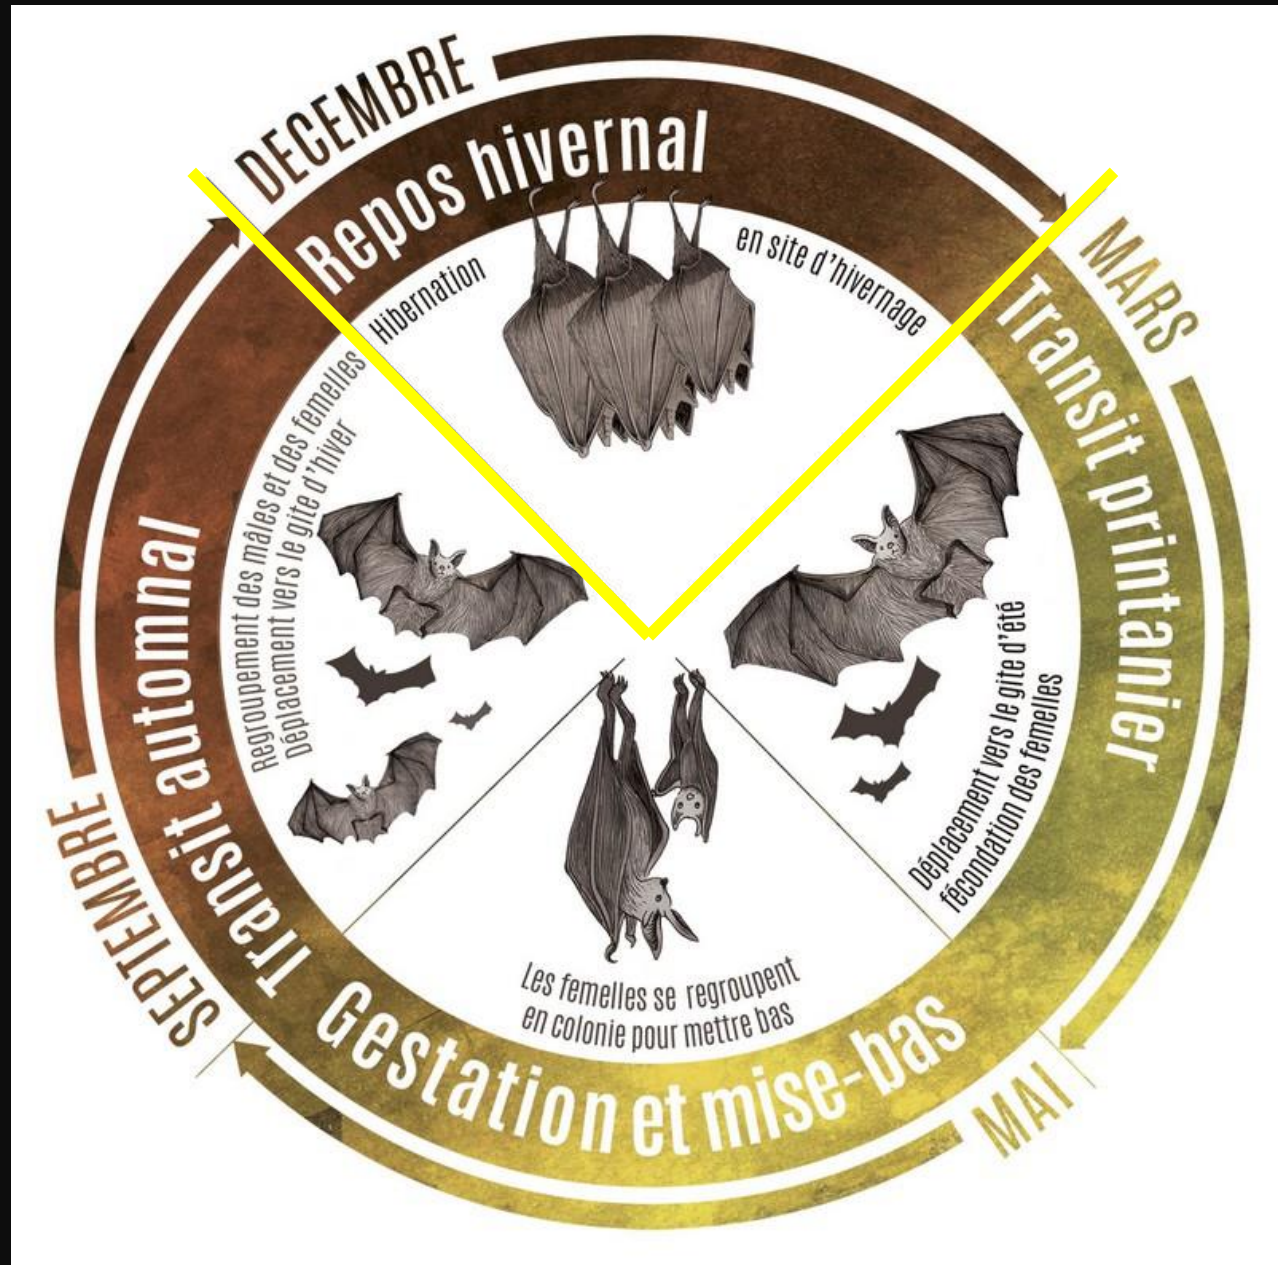 DECEMBRE
Repos hivernal
Hibernation
en site d'hivernage
MARS
Transit printanier
Déplacement vers le gite d'été
fécondation des femelles
MAI
Gestation et mise-bas
Les femelles se regroupent
en colonie pour mettre bas
SEPTEMBRE
Transit automnal
Regroupement des mâles et des femelles
Déplacement vers le gite d'hiver